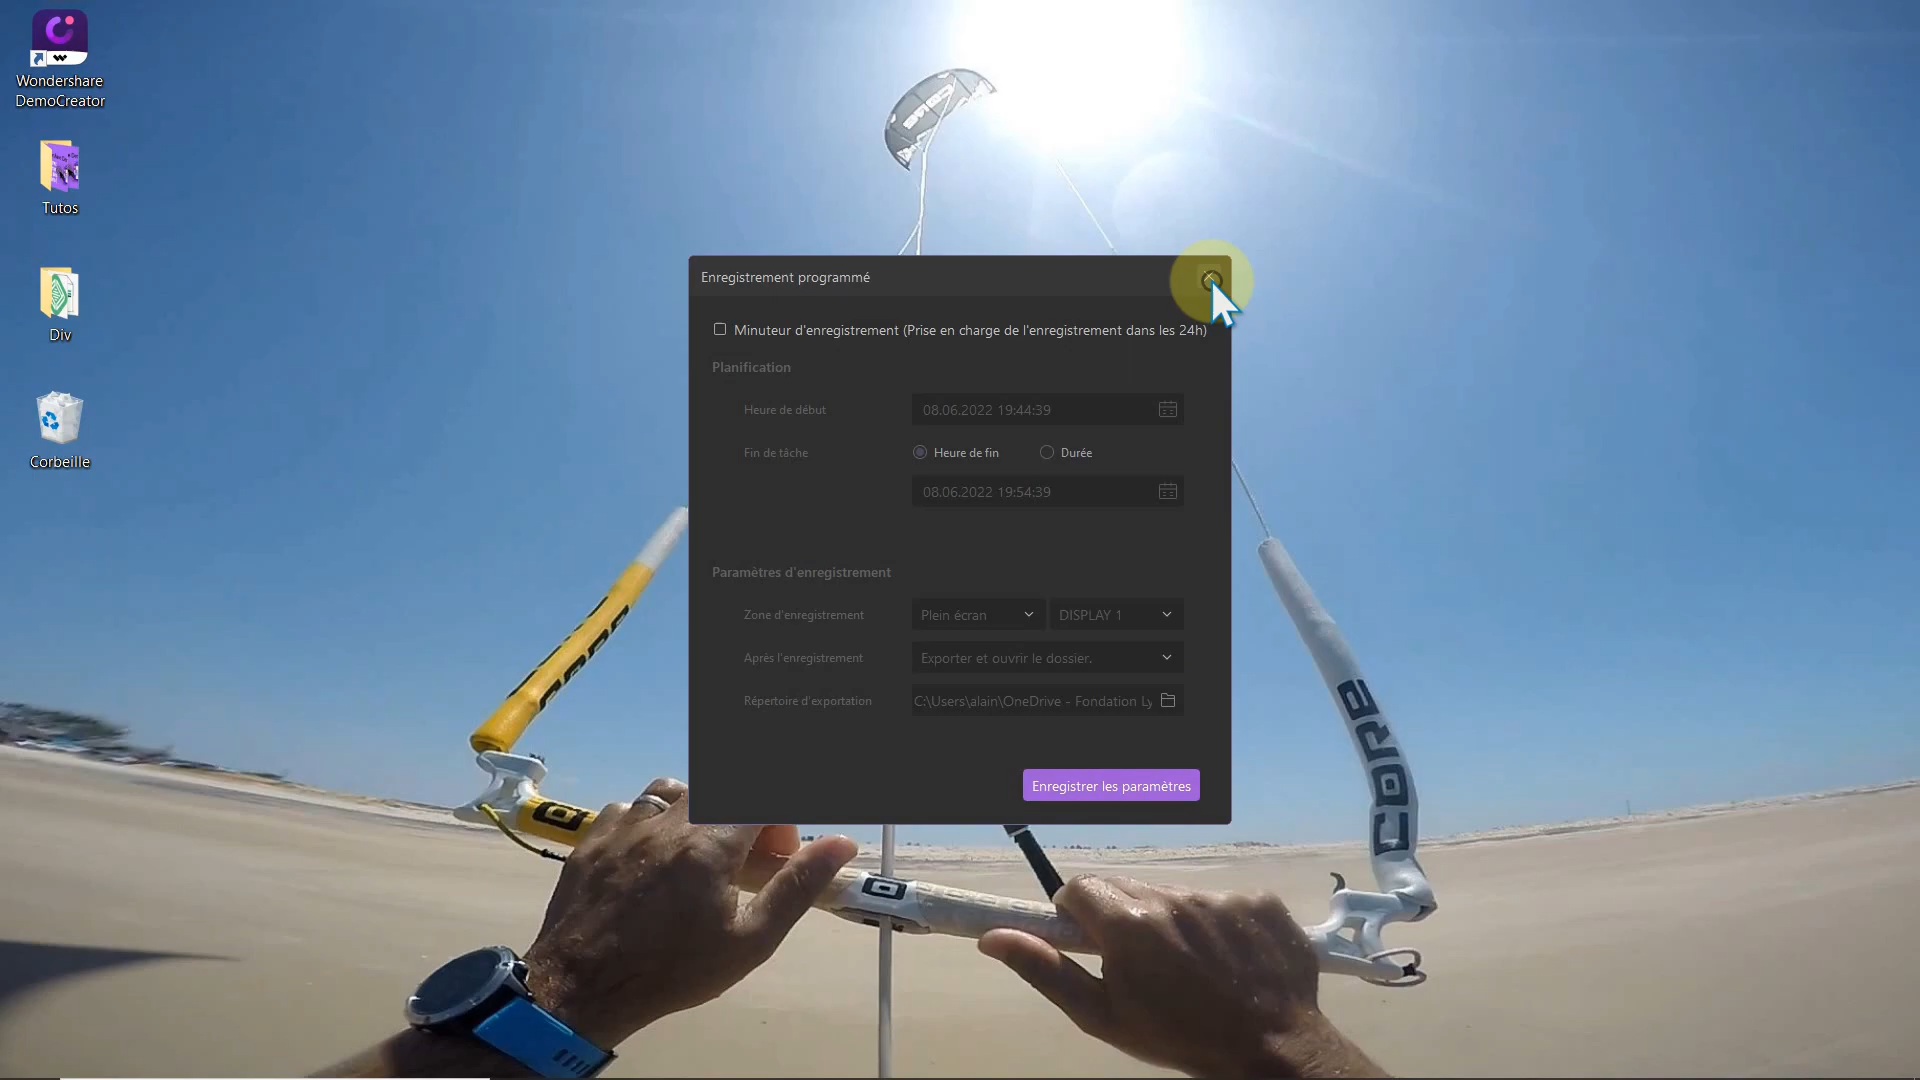 Wondershare
DemoCreator
Tutos
Div
Corbeille
Enregistrement programmé
Minuteur d'enregistrement (Prise en charge de l'enregistrement dans les 24h)
Planification
Heure de début
08.06.2022 19:44:39
Fin de tâche
Heure de fin
Durée
08.06.2022 19:54:39
Paramètres d'enregistrement
Zone d'enregistrement
Plein écran
DISPLAY 1
Après l'enregistrement
Exporter et ouvrir le dossier.
Répertoire d'exportation
C:\Users\alain\OneDrive - Fondation Ly
Enregistrer les paramètres
CORE